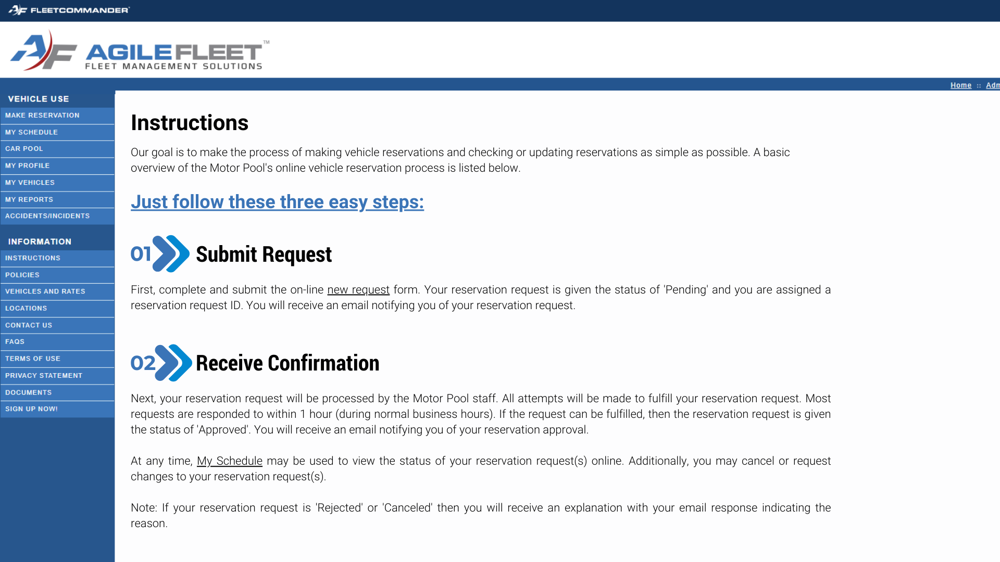 AF FLEETCOMMANDER®
AF AGILEFLEET™
FLEET MANAGEMENT SOLUTIONS
Home :: Adm
VEHICLE USE
MAKE RESERVATION
MY SCHEDULE
CAR POOL
MY PROFILE
MY VEHICLES
MY REPORTS
ACCIDENTS/INCIDENTS
INFORMATION
INSTRUCTIONS
POLICIES
VEHICLES AND RATES
LOCATIONS
CONTACT US
FAQS
TERMS OF USE
PRIVACY STATEMENT
DOCUMENTS
SIGN UP NOW!
Instructions
Our goal is to make the process of making vehicle reservations and checking or updating reservations as simple as possible. A basic
overview of the Motor Pool's online vehicle reservation process is listed below.
Just follow these three easy steps:
01 Submit Request
First, complete and submit the on-line new request form. Your reservation request is given the status of 'Pending' and you are assigned a
reservation request ID. You will receive an email notifying you of your reservation request.
02 Receive Confirmation
Next, your reservation request will be processed by the Motor Pool staff. All attempts will be made to fulfill your reservation request. Most
requests are responded to within 1 hour (during normal business hours). If the request can be fulfilled, then the reservation request is given
the status of 'Approved'. You will receive an email notifying you of your reservation approval.
At any time, My Schedule may be used to view the status of your reservation request(s) online. Additionally, you may cancel or request
changes to your reservation request(s).
Note: If your reservation request is 'Rejected' or 'Canceled' then you will receive an explanation with your email response indicating the
reason.